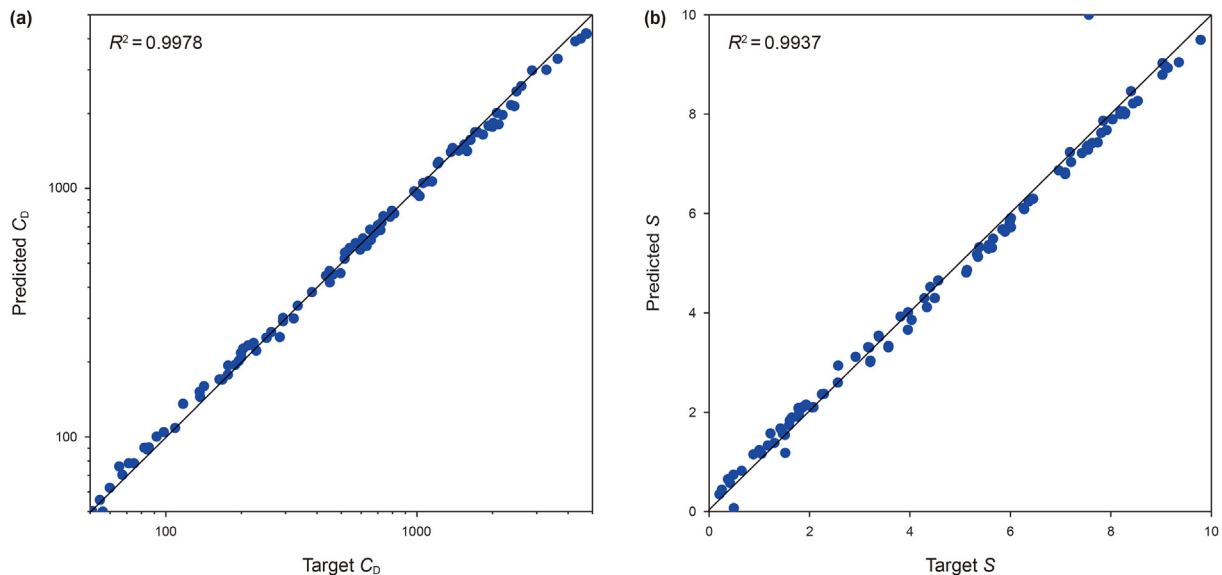 (a)
R² = 0.9978
1000
100
Predicted C_D
100
1000
Target C_D
(b)
R² = 0.9937
10
8
6
4
2
0
Predicted S
0
2
4
6
8
10
Target S